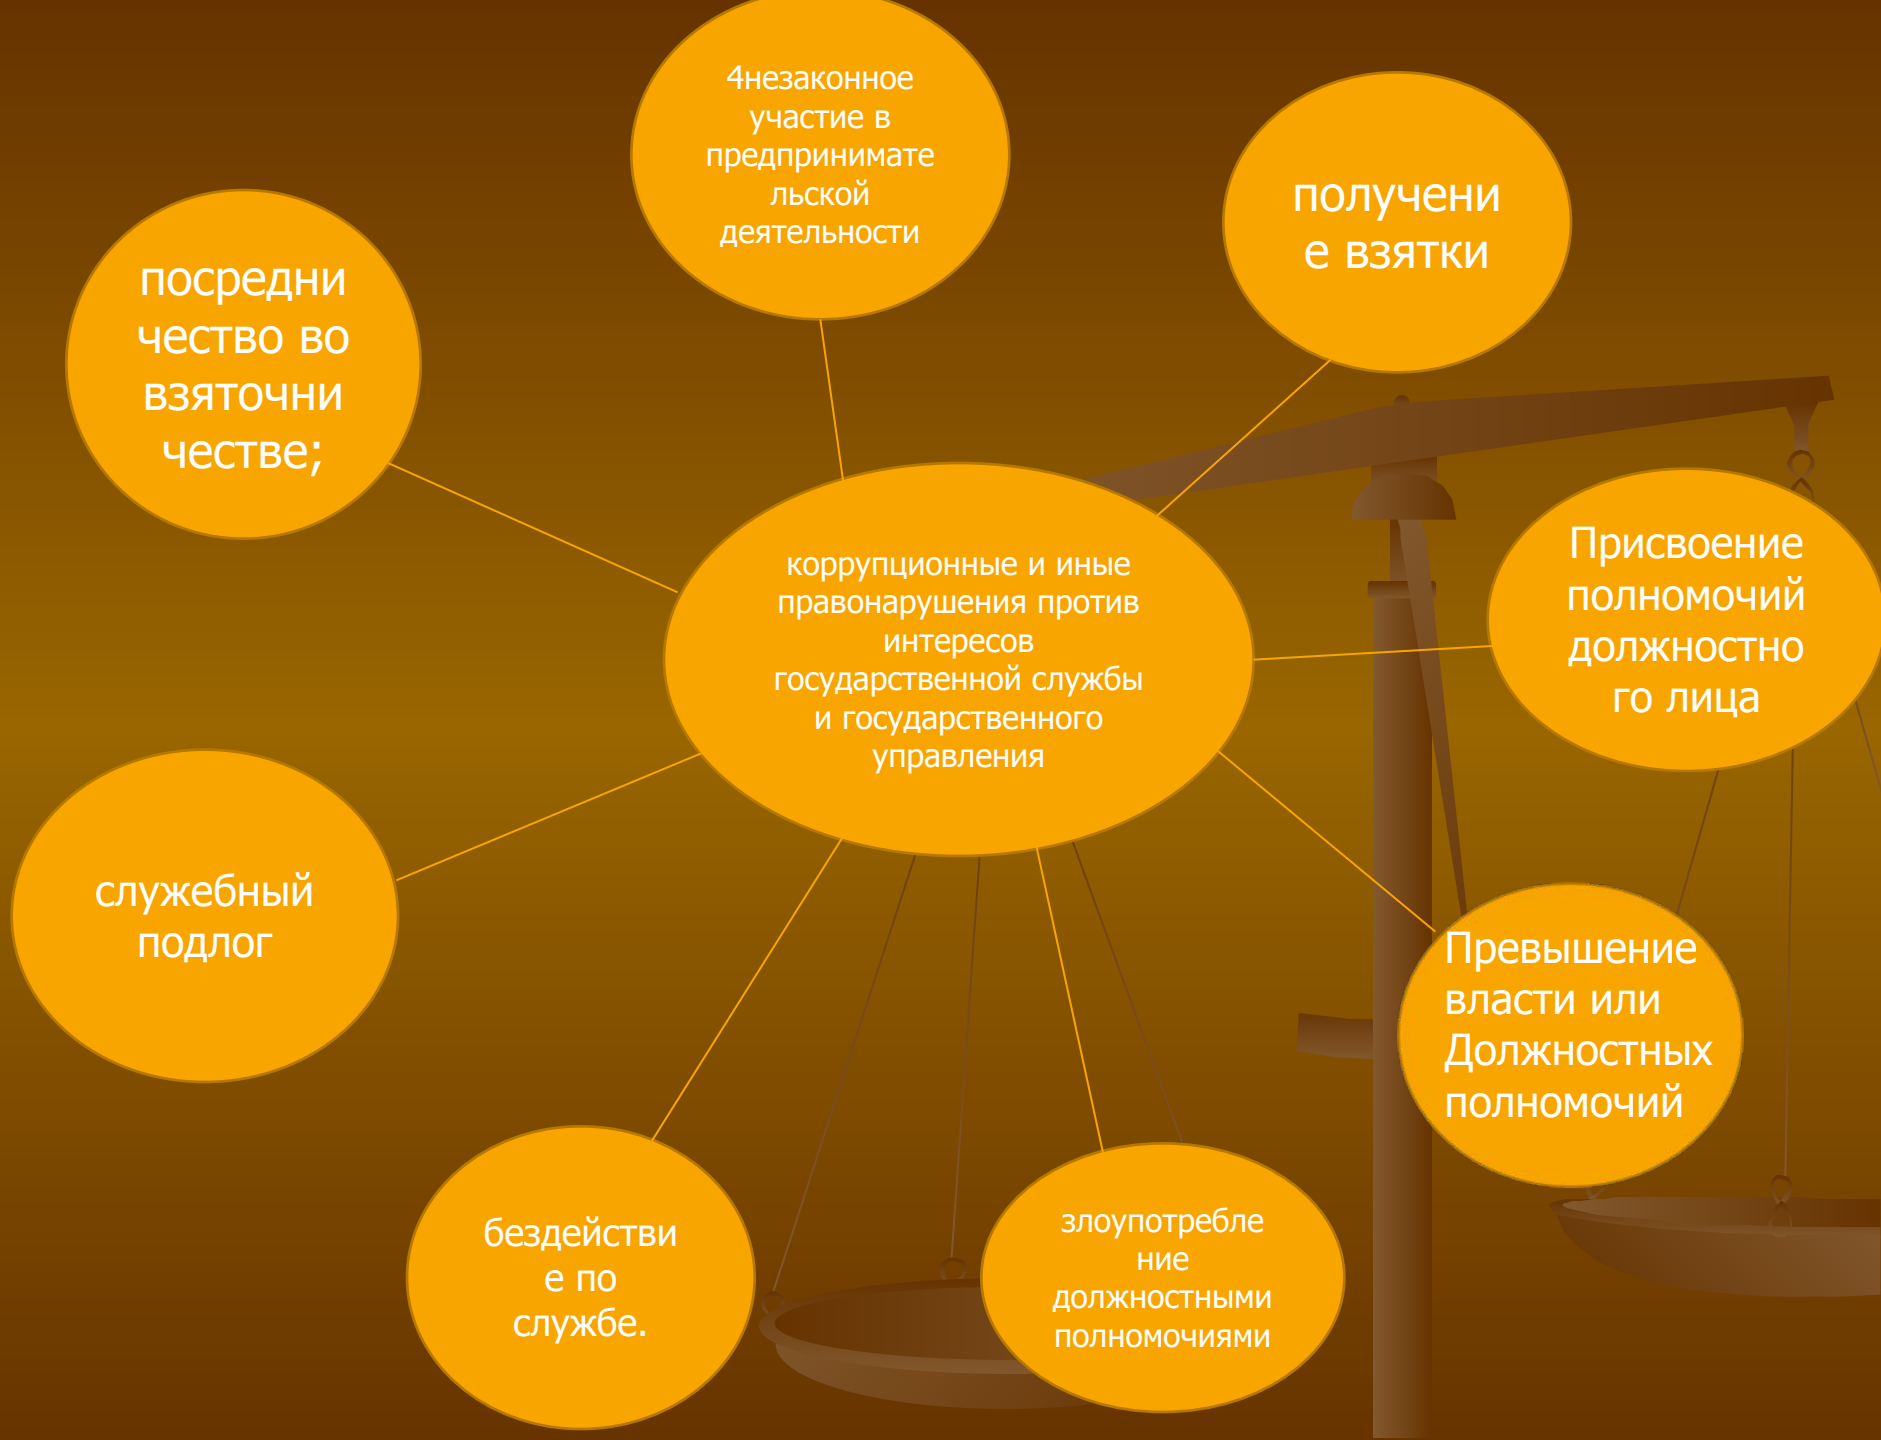 4незаконное
участие в
предпринимате
льской
деятельности
получени
е взятки
посредни
чество во
взяточни
честве;
коррупционные и иные
правонарушения против
интересов
государственной службы
и государственного
управления
Присвоение
полномочий
должностно
го лица
служебный
подлог
Превышение
власти или
Должностных
полномочий
бездействи
е по
службе.
злоупотребле
ние
должностными
полномочиями